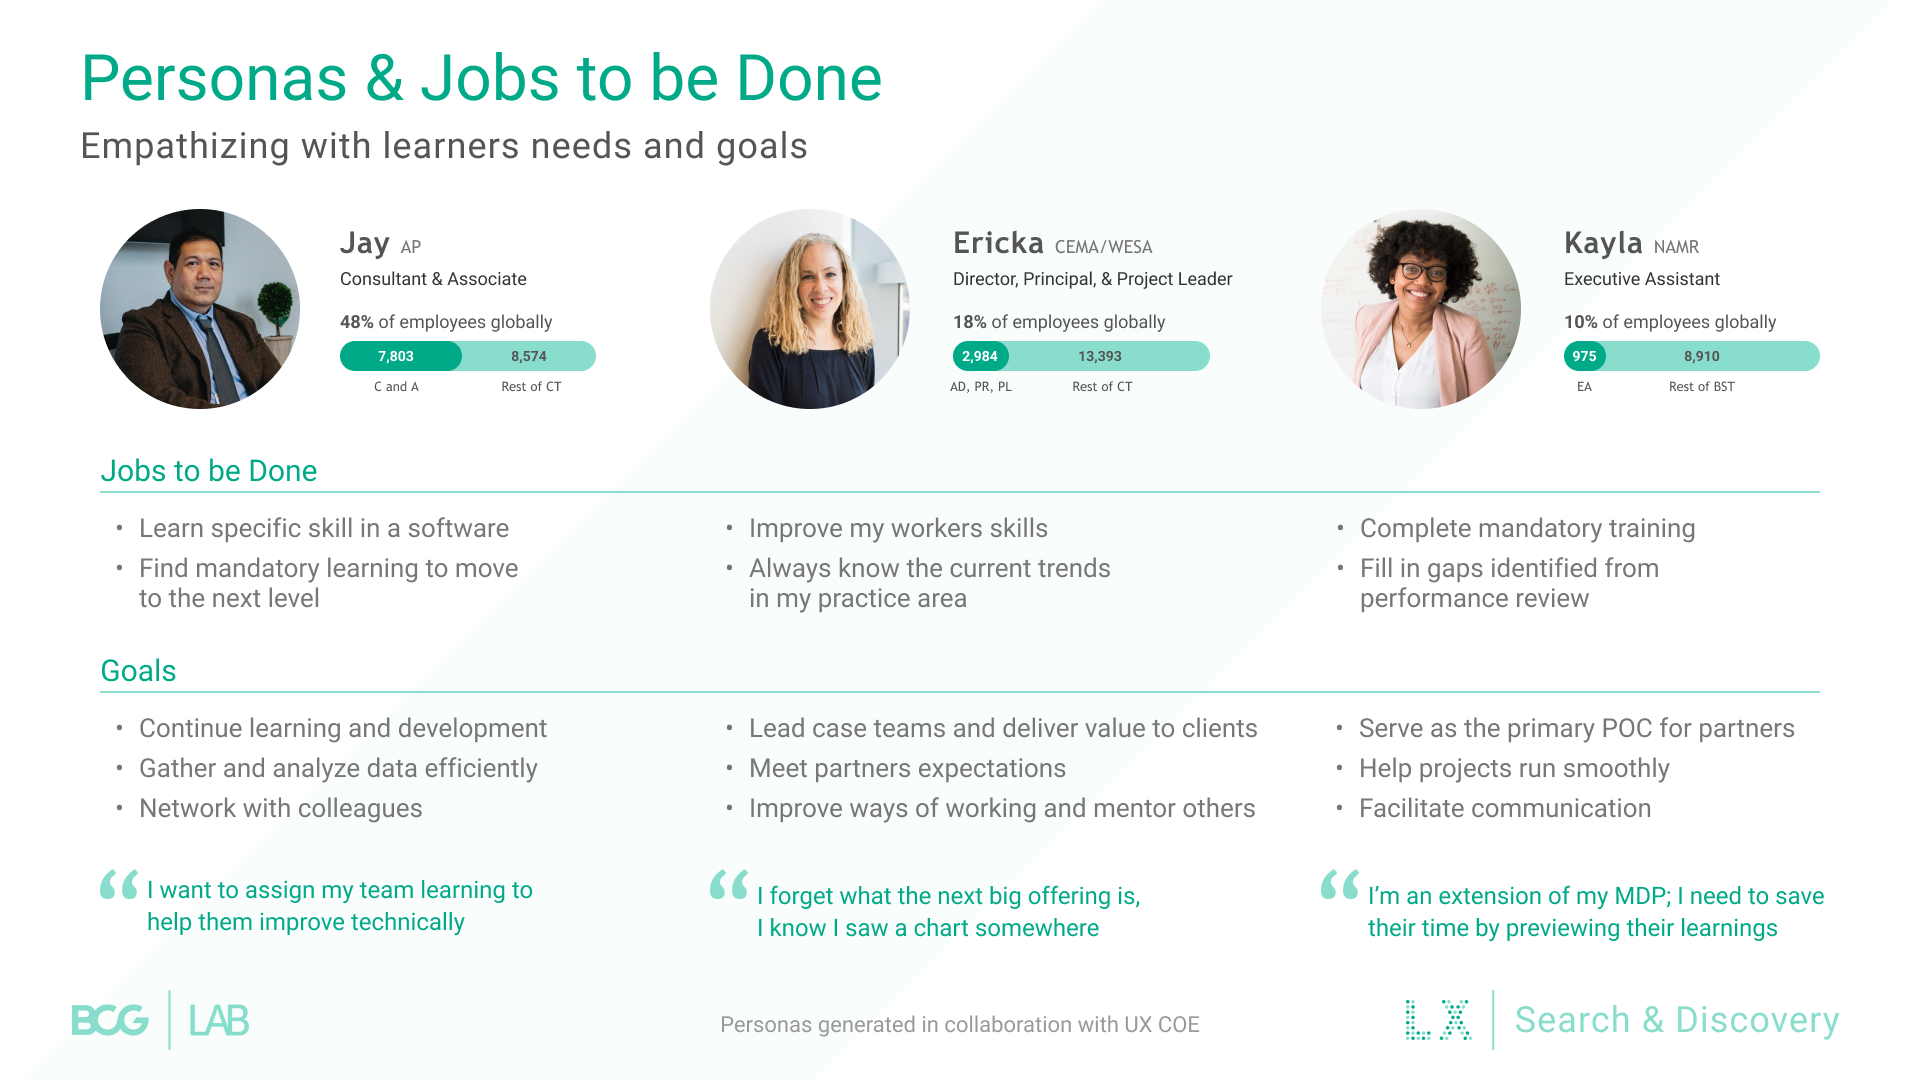 Personas & Jobs to be Done
Empathizing with learners needs and goals
Jay AP
Consultant & Associate
48% of employees globally
7,803 8,574
C and A Rest of CT
Ericka CEMA/WESA
Director, Principal, & Project Leader
18% of employees globally
2,984 13,393
AD, PR, PL Rest of CT
Kayla NAMR
Executive Assistant
10% of employees globally
975 8,910
EA Rest of BST
Jobs to be Done
• Learn specific skill in a software
• Find mandatory learning to move
to the next level
• Improve my workers skills
• Always know the current trends
in my practice area
• Complete mandatory training
• Fill in gaps identified from
performance review
Goals
• Continue learning and development
• Gather and analyze data efficiently
• Network with colleagues
• Lead case teams and deliver value to clients
• Meet partners expectations
• Improve ways of working and mentor others
• Serve as the primary POC for partners
• Help projects run smoothly
• Facilitate communication
“ I want to assign my team learning to
help them improve technically
“ I forget what the next big offering is,
I know I saw a chart somewhere
“ I’m an extension of my MDP; I need to save
their time by previewing their learnings
BCG | LAB
Personas generated in collaboration with UX COE
LX | Search & Discovery